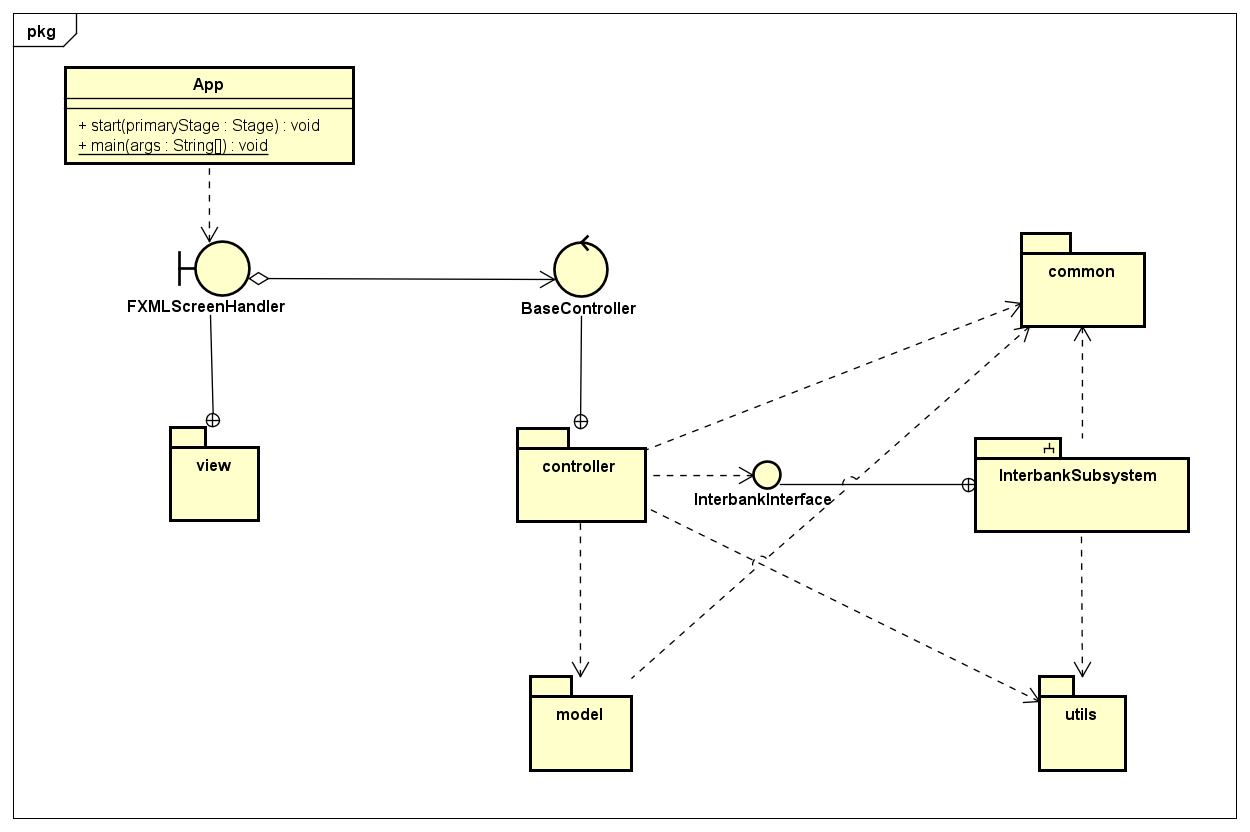 pkg
App
+ start(primaryStage : Stage) : void
+ main(args : String[]) : void
FXMLScreenHandler
BaseController
common
view
controller
InterbankInterface
InterbankSubsystem
model
utils